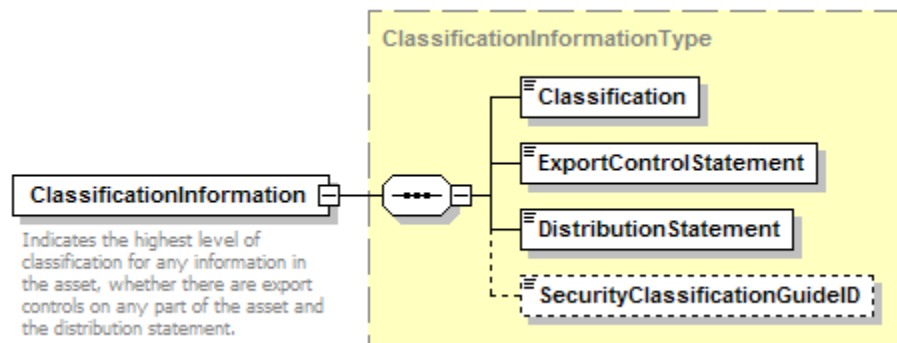 ClassificationInformationType
Classification
ExportControlStatement
ClassificationInformation
DistributionStatement
Indicates the highest level of
classification for any information in
the asset, whether there are export
controls on any part of the asset and
the distribution statement.
SecurityClassificationGuideID